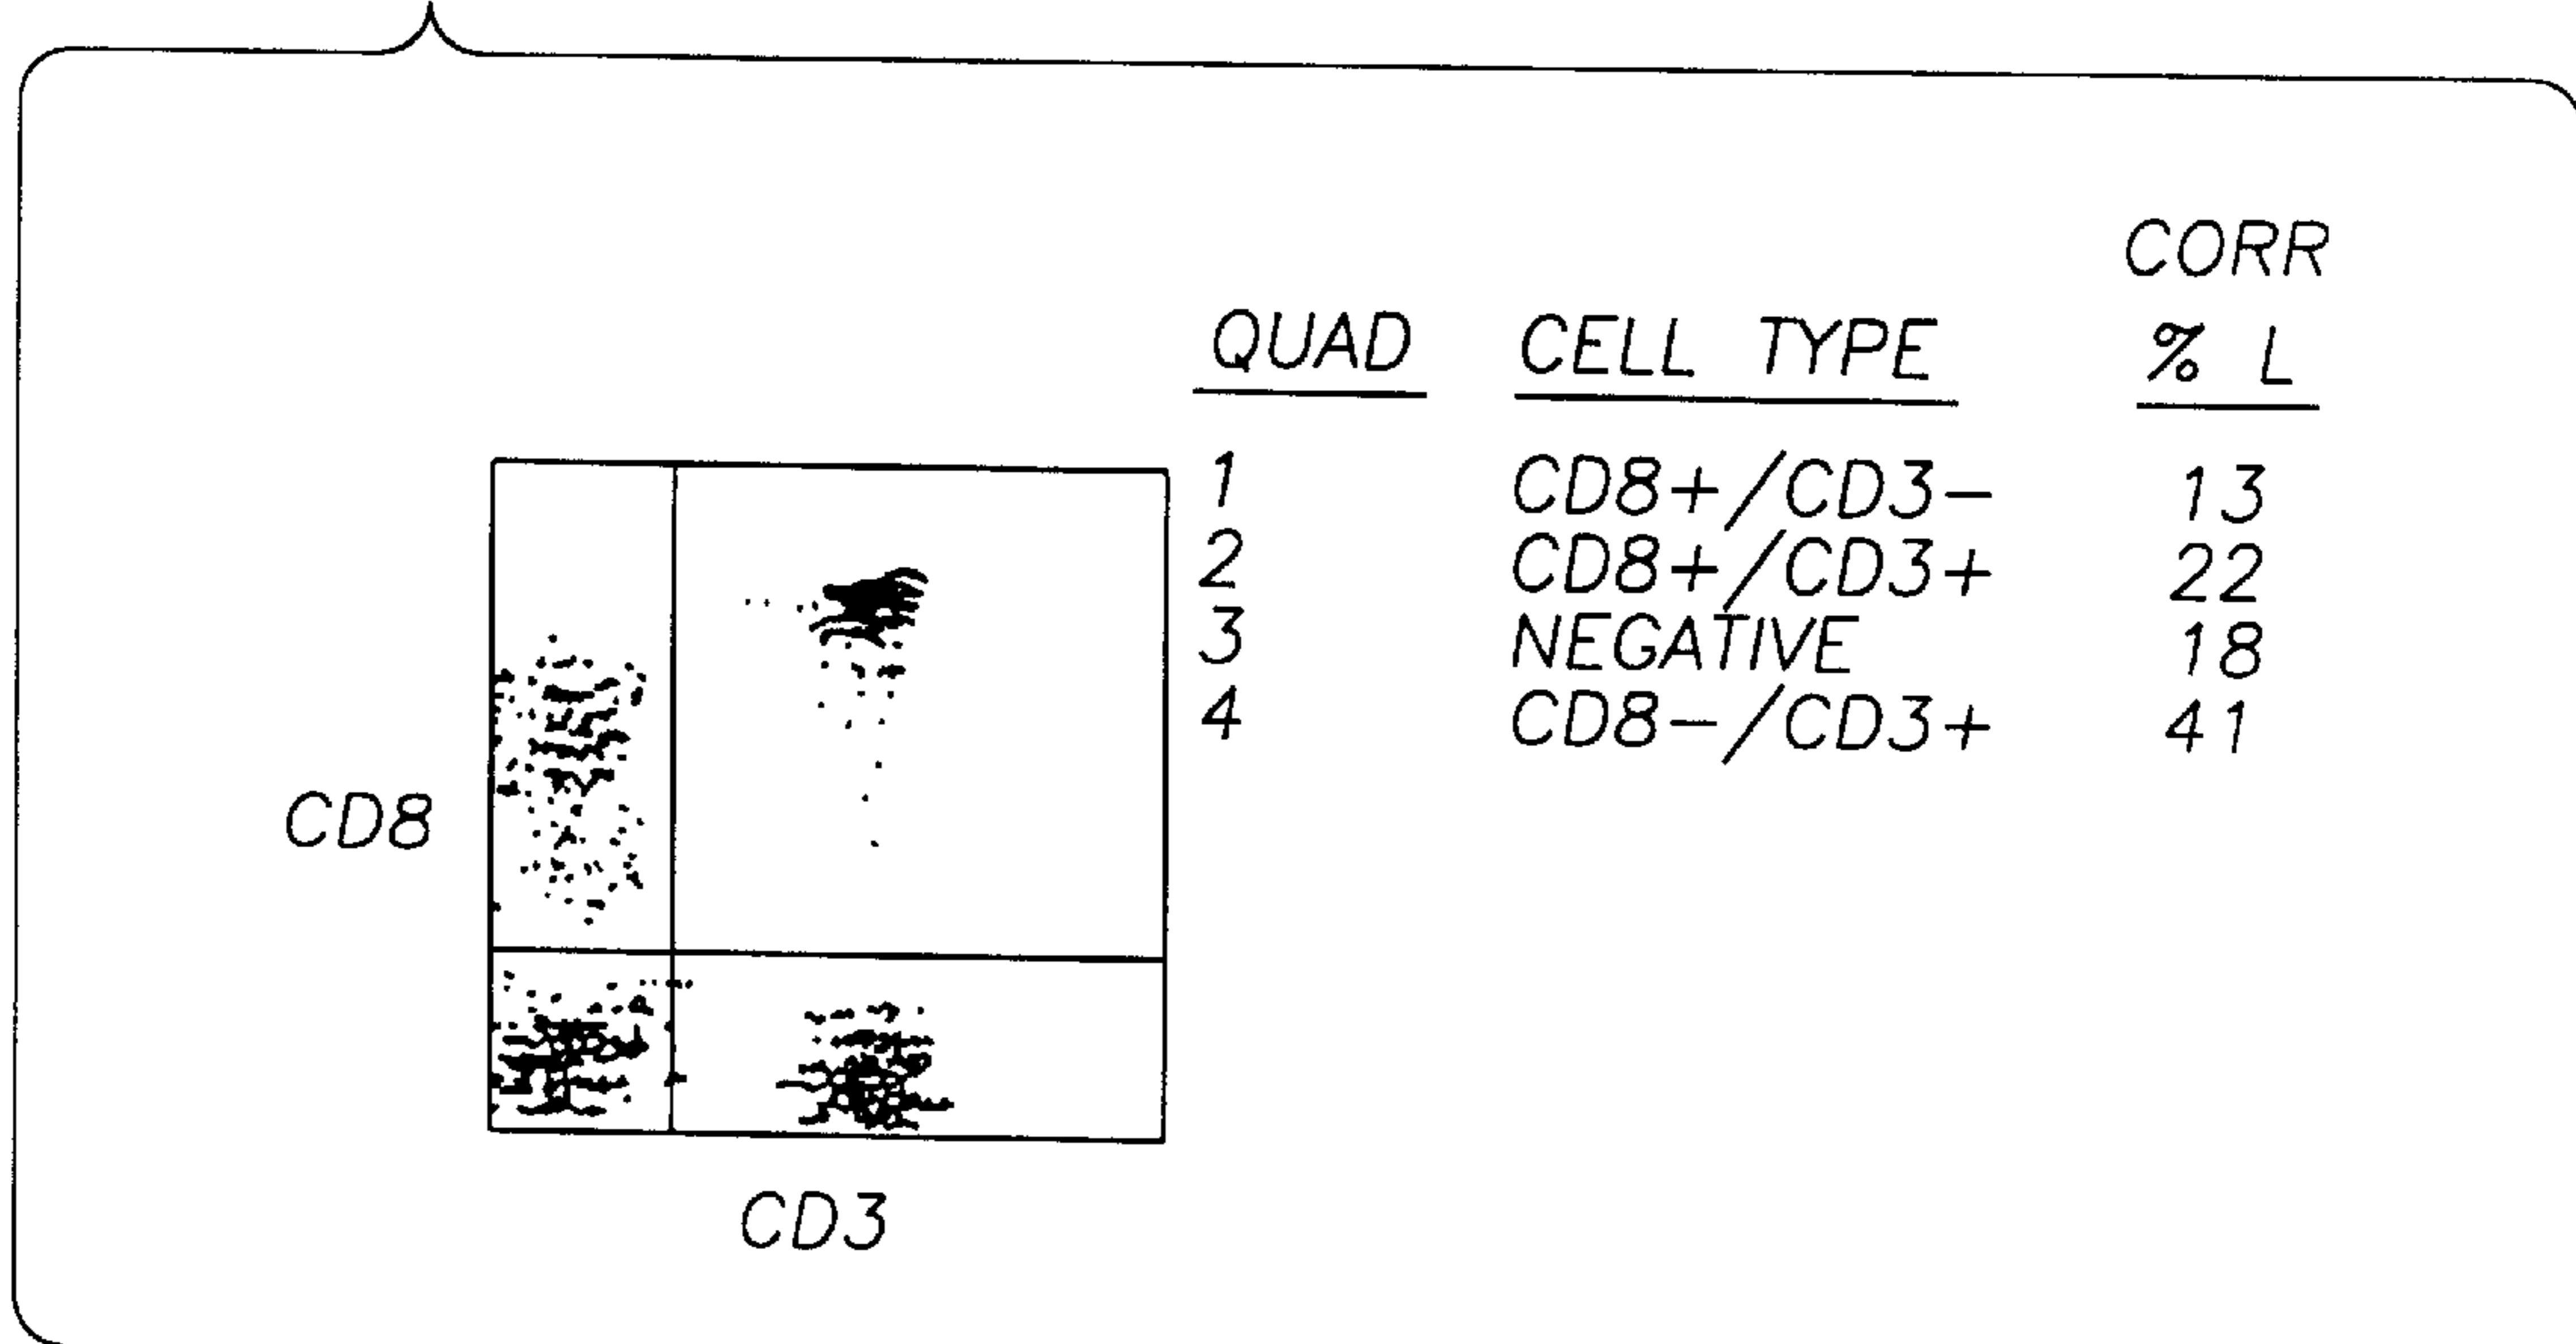 CORR
QUAD CELL TYPE % L
1 CD8+/CD3- 13
2 CD8+/CD3+ 22
3 NEGATIVE 18
4 CD8-/CD3+ 41
CD8
CD3